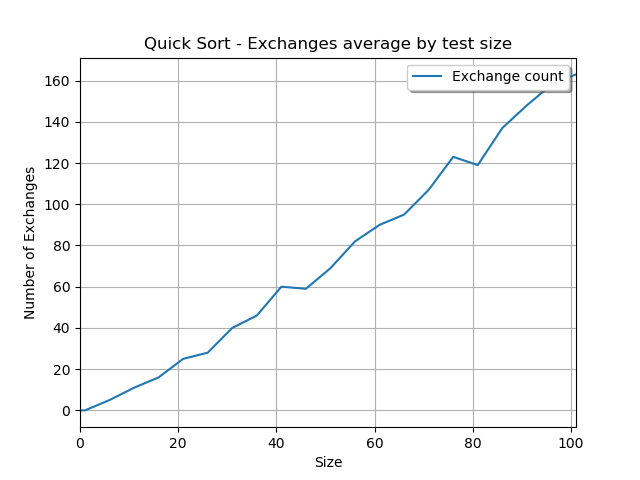 Quick Sort - Exchanges average by test size
Exchange count
Number of Exchanges
160
140
120
100
80
60
40
20
0
0 20 40 60 80 100
Size